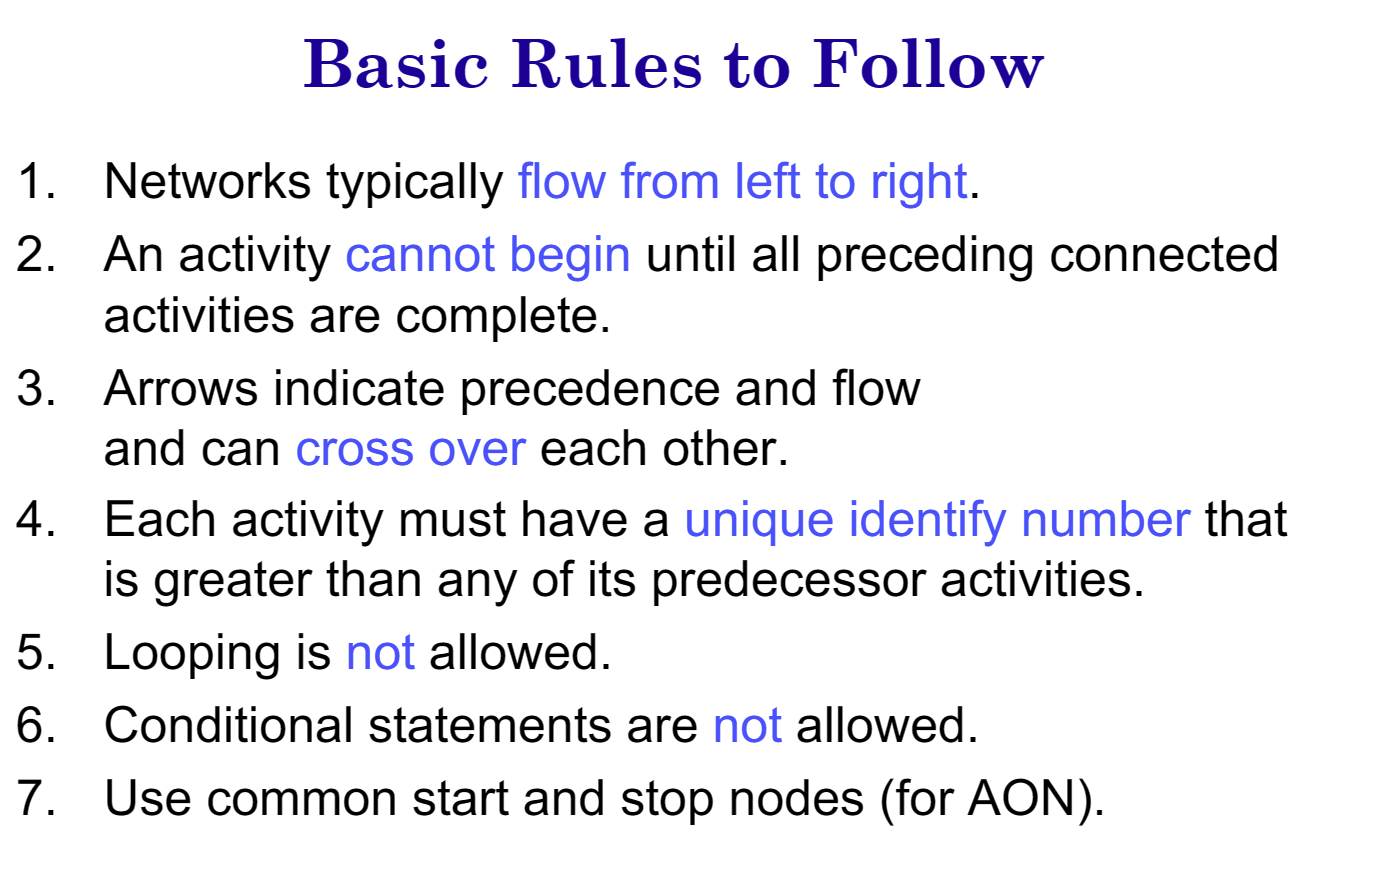 Basic Rules to Follow
1. Networks typically flow from left to right.
2. An activity cannot begin until all preceding connected
activities are complete.
3. Arrows indicate precedence and flow
and can cross over each other.
4. Each activity must have a unique identify number that
is greater than any of its predecessor activities.
5. Looping is not allowed.
6. Conditional statements are not allowed.
7. Use common start and stop nodes (for AON).